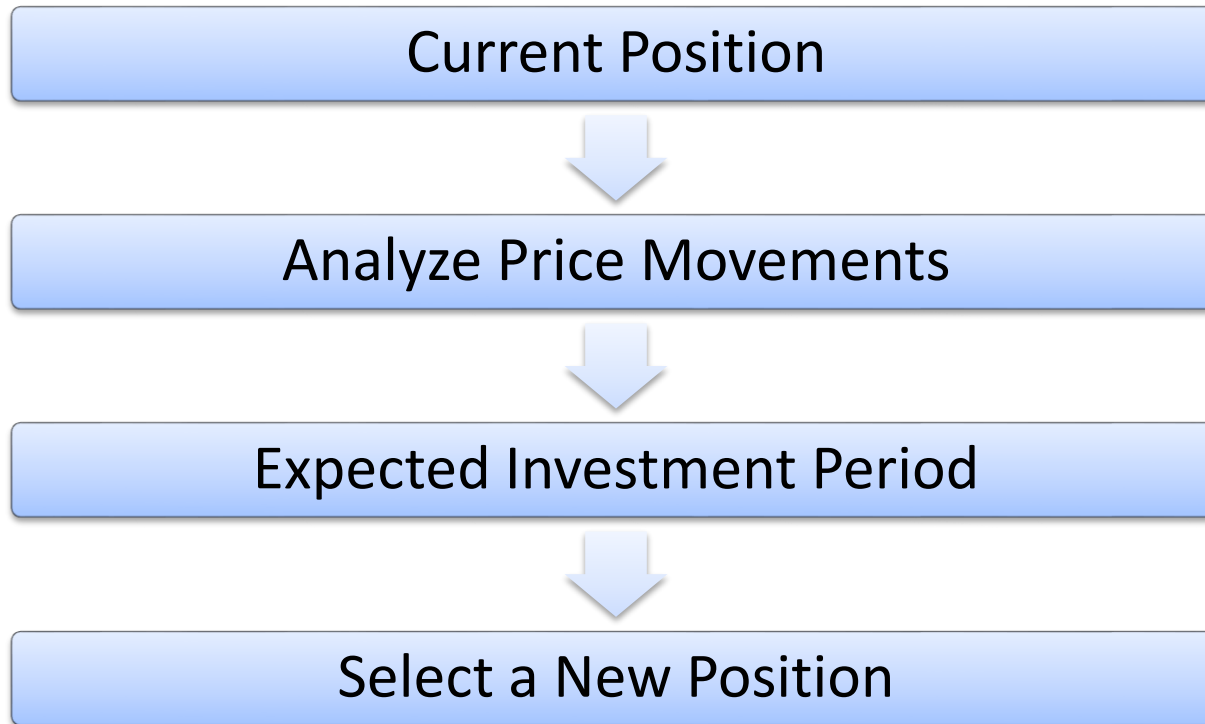 Current Position
Analyze Price Movements
Expected Investment Period
Select a New Position